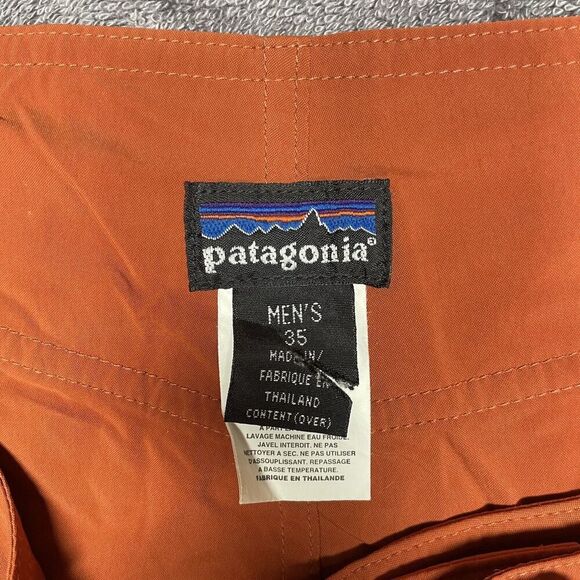 patagonia®
MEN'S
35
MADE IN/
FABRIQUE EN
THAILAND
CONTENT(OVER)
LAVAGE MACHINE EAU FROIDE.
JAVEL INTERDIT. NE PAS
NETTOYER A SEC. NE PAS UTILISER
D'ASSOUPLISSANT. REPASSAGE
A BASSE TEMPERATURE.
FABRIQUE EN THAILANDE